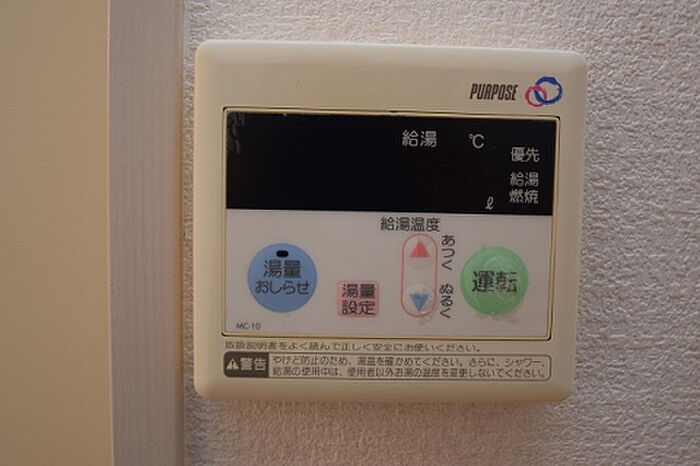 PURPOSE
給湯 ℃
優先
給湯
燃焼
ℓ
給湯温度
湯量
おしらせ
湯量
設定
あつく
ぬるく
運転
MC-10
取扱説明書をよく読んで正しく安全にお使いください。
警告
やけど防止のため、湯温を確かめてください。さらに、シャワー、
給湯の使用中は、使用者以外お湯の温度を変更しないでください。